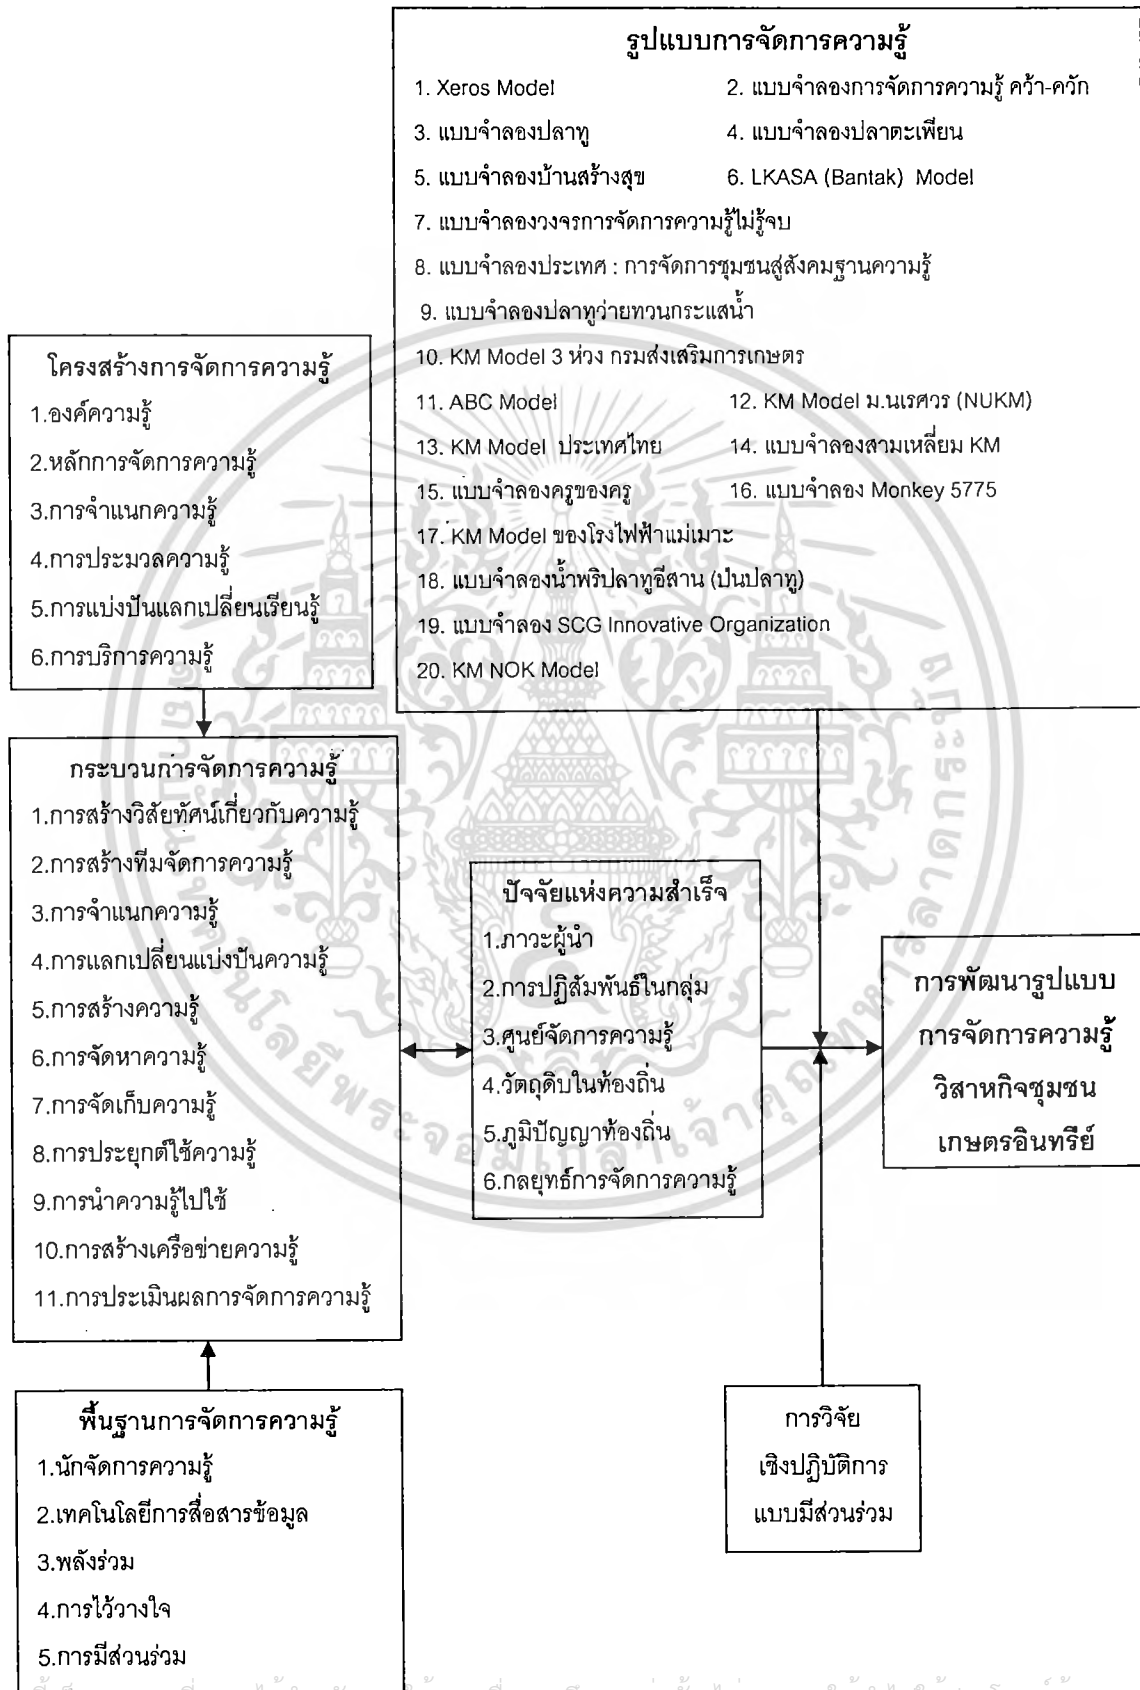 รูปแบบการจัดการความรู้
1. Xeros Model 2. แบบจำลองการจัดการความรู้ คว้า-ควัก
3. แบบจำลองปลาทู 4. แบบจำลองปลาตะเพียน
5. แบบจำลองบ้านสร้างสุข 6. LKASA (Bantak) Model
7. แบบจำลองวงจรการจัดการความรู้ไม่รู้จบ
8. แบบจำลองประเทศ : การจัดการชุมชนสู่สังคมฐานความรู้
9. แบบจำลองปลาทูว่ายทวนกระแสน้ำ
10. KM Model 3 ห่วง กรมส่งเสริมการเกษตร
11. ABC Model 12. KM Model ม.นเรศวร (NUKM)
13. KM Model ประเทศไทย 14. แบบจำลองสามเหลี่ยม KM
15. แบบจำลองครูของครู 16. แบบจำลอง Monkey 5775
17. KM Model ของโรงไฟฟ้าแม่เมาะ
18. แบบจำลองน้ำพริปลาทูอีสาน (ป่นปลาทู)
19. แบบจำลอง SCG Innovative Organization
20. KM NOK Model
โครงสร้างการจัดการความรู้
1.องค์ความรู้
2.หลักการจัดการความรู้
3.การจำแนกความรู้
4.การประมวลความรู้
5.การแบ่งปันแลกเปลี่ยนเรียนรู้
6.การบริการความรู้
กระบวนการจัดการความรู้
1.การสร้างวิสัยทัศน์เกี่ยวกับความรู้
2.การสร้างทีมจัดการความรู้
3.การจำแนกความรู้
4.การแลกเปลี่ยนแบ่งปันความรู้
5.การสร้างความรู้
6.การจัดหาความรู้
7.การจัดเก็บความรู้
8.การประยุกต์ใช้ความรู้
9.การนำความรู้ไปใช้
10.การสร้างเครือข่ายความรู้
11.การประเมินผลการจัดการความรู้
ปัจจัยแห่งความสำเร็จ
1.ภาวะผู้นำ
2.การปฏิสัมพันธ์ในกลุ่ม
3.ศูนย์จัดการความรู้
4.วัตถุดิบในท้องถิ่น
5.ภูมิปัญญาท้องถิ่น
6.กลยุทธ์การจัดการความรู้
การพัฒนารูปแบบ
การจัดการความรู้
วิสาหกิจชุมชน
เกษตรอินทรีย์
พื้นฐานการจัดการความรู้
1.นักจัดการความรู้
2.เทคโนโลยีการสื่อสารข้อมูล
3.พลังร่วม
4.การไว้วางใจ
5.การมีส่วนร่วม
การวิจัย
เชิงปฏิบัติการ
แบบมีส่วนร่วม